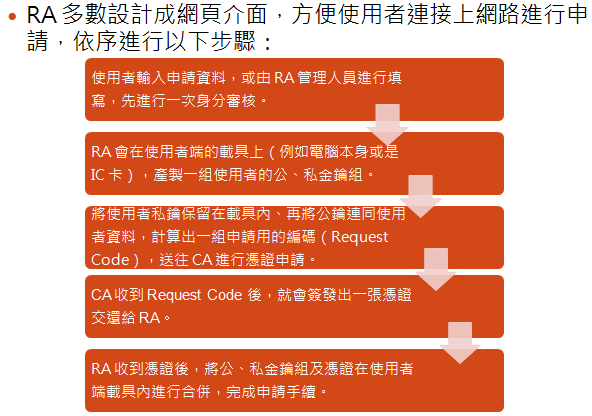 • RA 多數設計成網頁介面，方便使用者連接上網路進行申
請，依序進行以下步驟：
使用者輸入申請資料，或由 RA 管理人員進行填
寫，先進行一次身分審核。
RA 會在使用者端的載具上（例如電腦本身或是
IC 卡），產製一組使用者的公、私金鑰組。
將使用者私鑰保留在載具內、再將公鑰連同使用
者資料，計算出一組申請用的編碼（Request
Code），送往 CA 進行憑證申請。
CA 收到 Request Code 後，就會簽發出一張憑證
交還給 RA。
RA 收到憑證後，將公、私金鑰組及憑證在使用者
端載具內進行合併，完成申請手續。